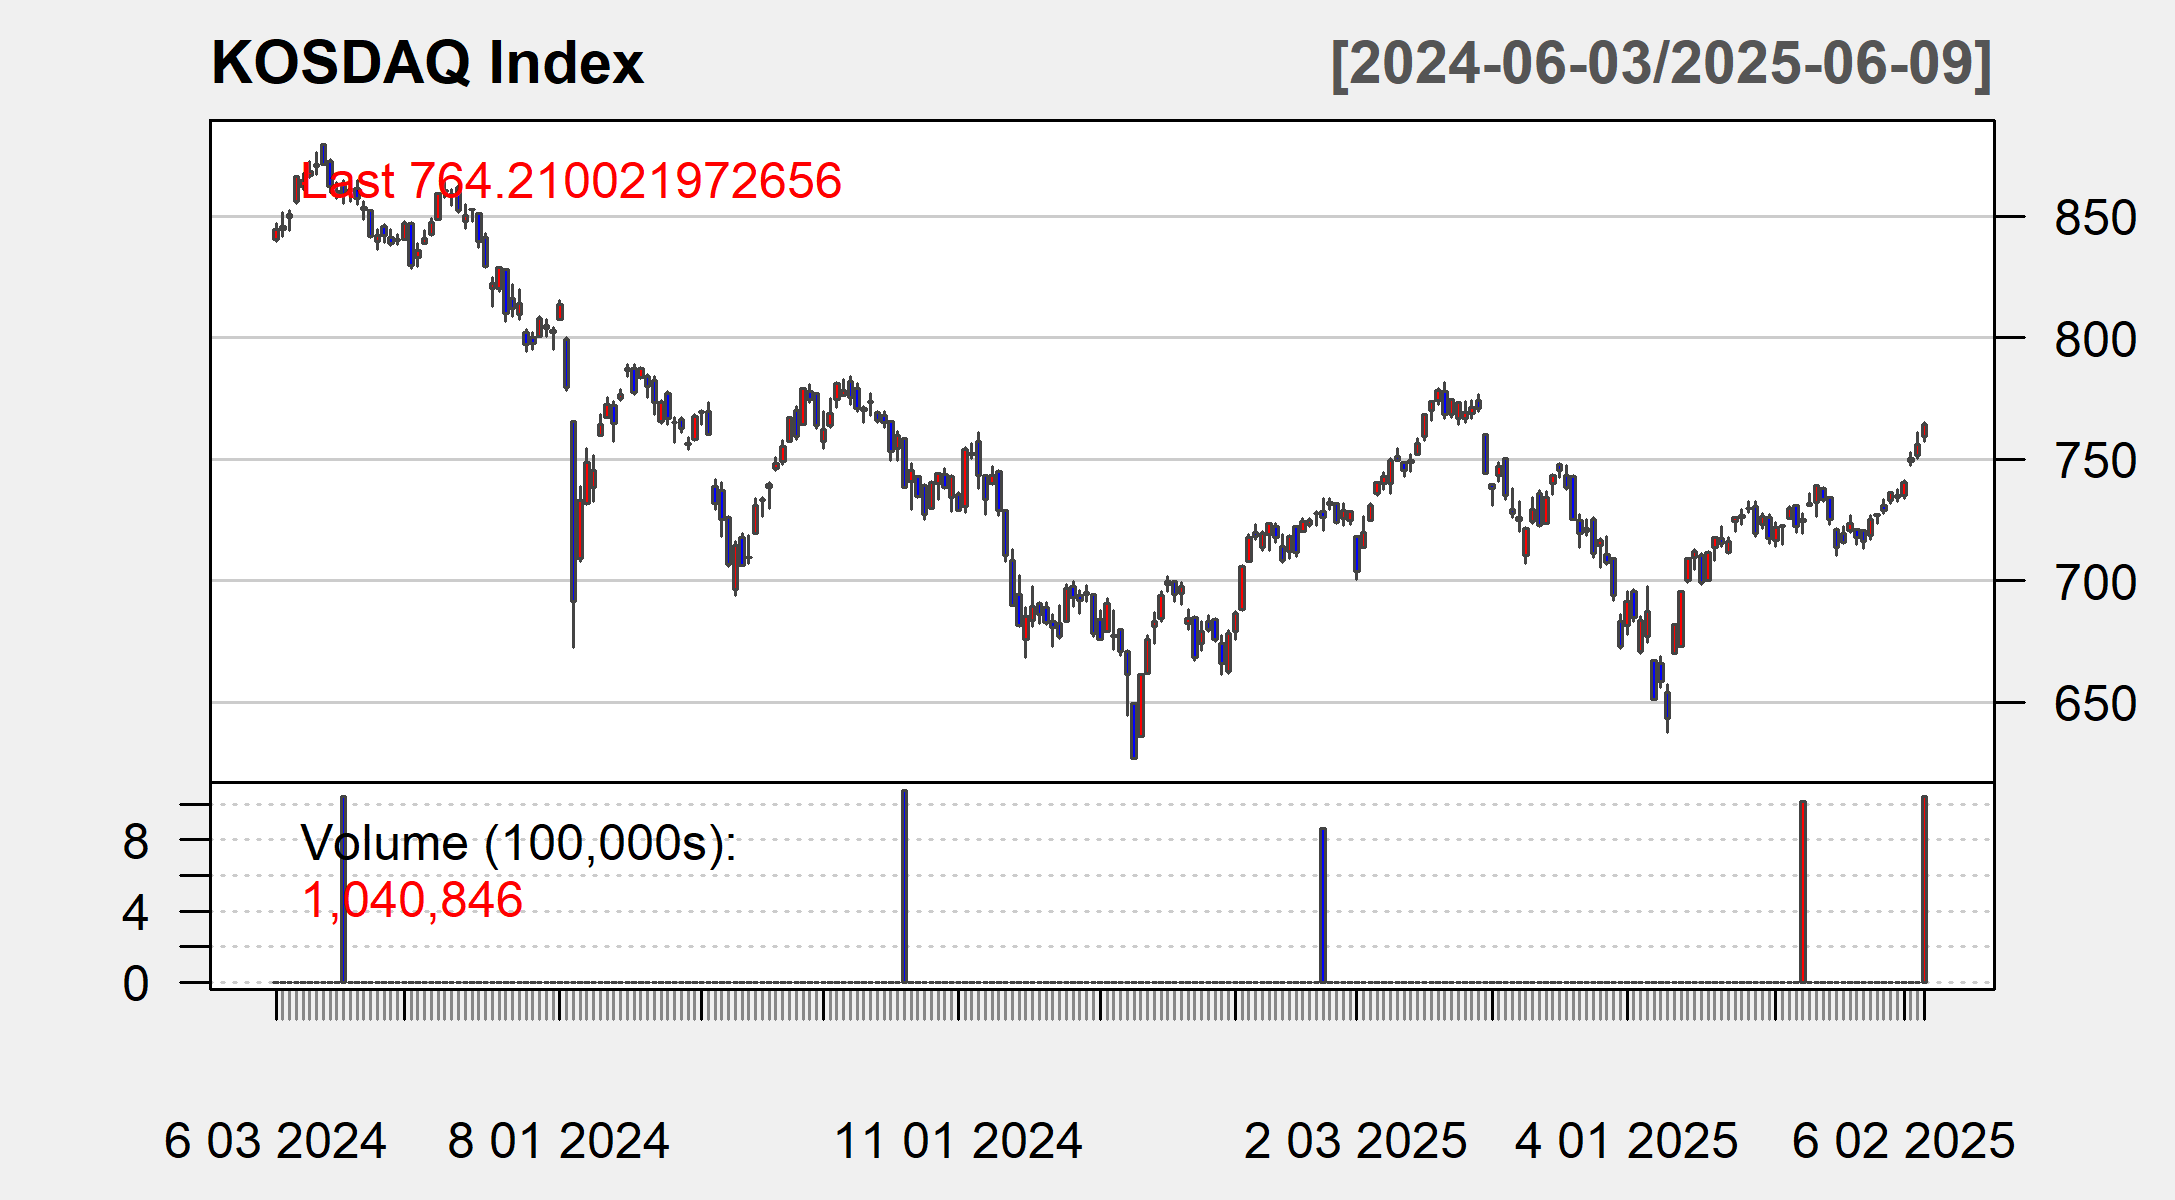 KOSDAQ Index
[2024-06-03/2025-06-09]
Last 764.210021972656
850
800
750
700
650
Volume (100,000s):
1,040,846
8
4
0
6 03 2024
8 01 2024
11 01 2024
2 03 2025
4 01 2025
6 02 2025